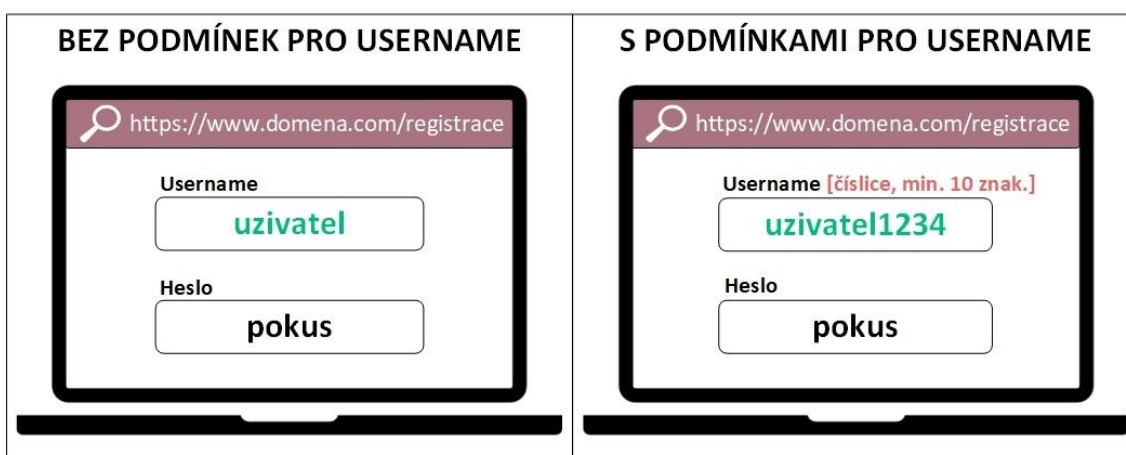 BEZ PODMÍNEK PRO USERNAME
https://www.domena.com/registrace
Username
uzivatel
Heslo
pokus
S PODMÍNKAMI PRO USERNAME
https://www.domena.com/registrace
Username [číslice, min. 10 znak.]
uzivatel1234
Heslo
pokus